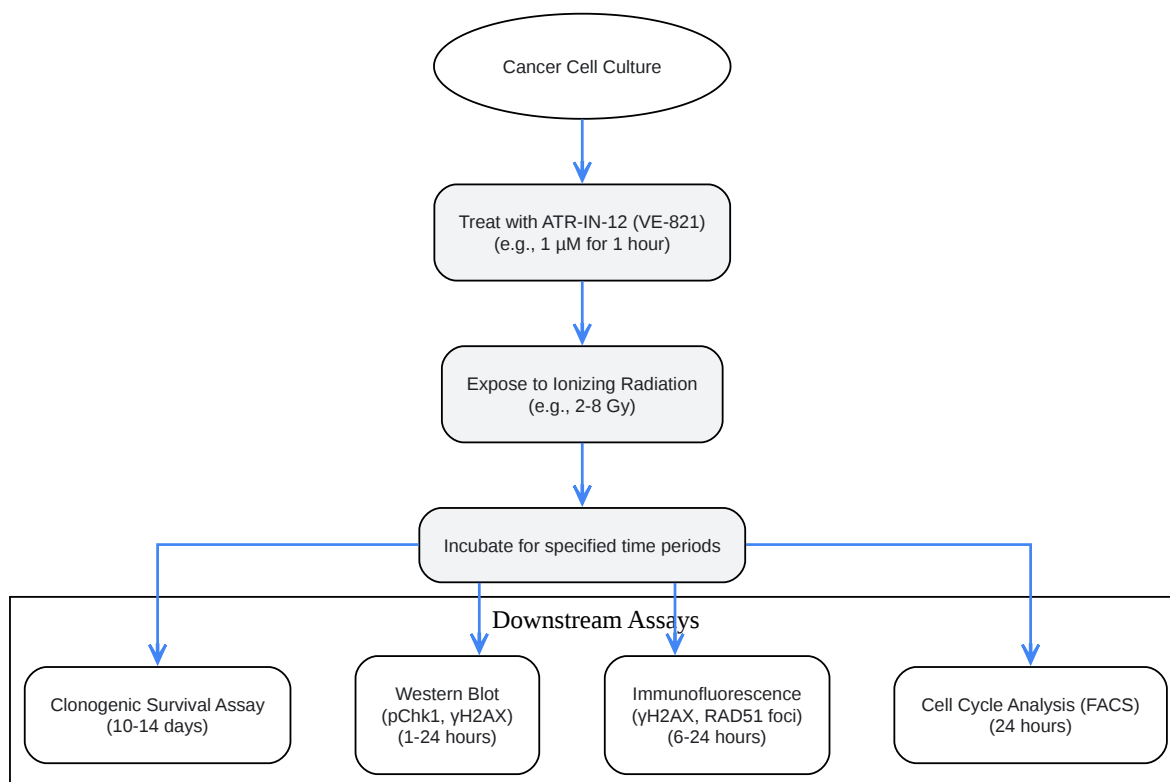 Cancer Cell Culture
Treat with ATR-IN-12 (VE-821)
(e.g., 1 µM for 1 hour)
Expose to Ionizing Radiation
(e.g., 2-8 Gy)
Incubate for specified time periods
Downstream Assays
Clonogenic Survival Assay
(10-14 days)
Western Blot
(pChk1, γH2AX)
(1-24 hours)
Immunofluorescence
(γH2AX, RAD51 foci)
(6-24 hours)
Cell Cycle Analysis (FACS)
(24 hours)